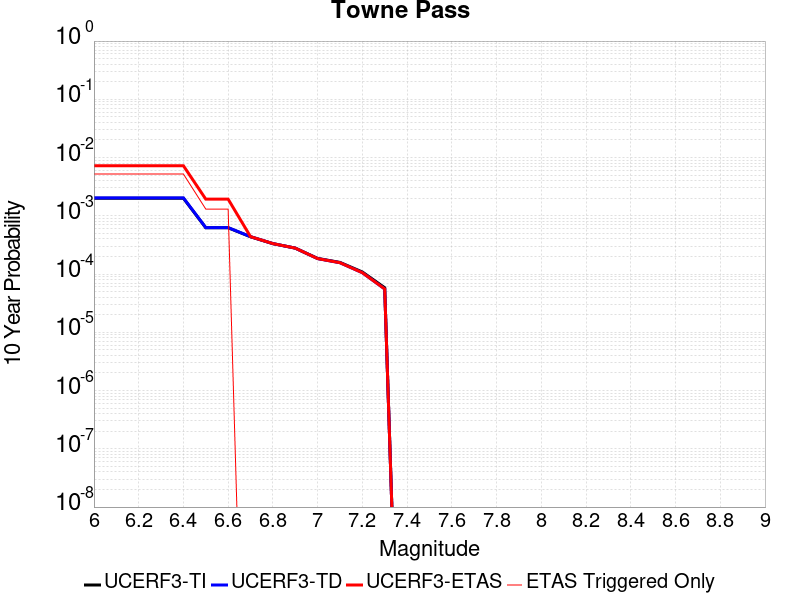 Towne Pass
10 Year Probability
10^0
10^-1
10^-2
10^-3
10^-4
10^-5
10^-6
10^-7
10^-8
6 6.2 6.4 6.6 6.8 7 7.2 7.4 7.6 7.8 8 8.2 8.4 8.6 8.8 9
Magnitude
UCERF3-TI UCERF3-TD UCERF3-ETAS ETAS Triggered Only